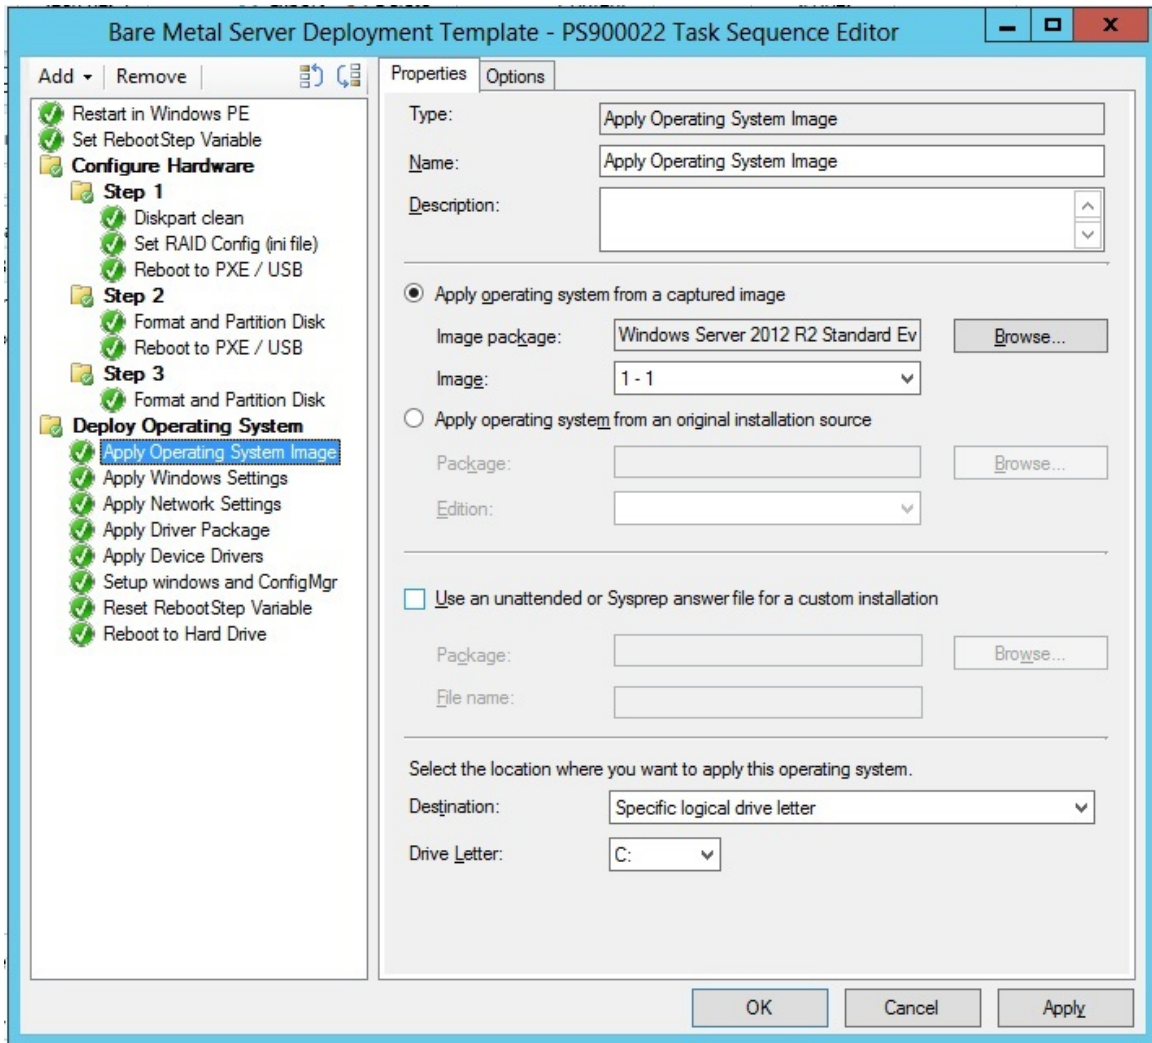 Bare Metal Server Deployment Template - PS900022 Task Sequence Editor
Add
Remove
Restart in Windows PE
Set RebootStep Variable
Configure Hardware
Step 1
Diskpart clean
Set RAID Config (ini file)
Reboot to PXE / USB
Step 2
Format and Partition Disk
Reboot to PXE / USB
Step 3
Format and Partition Disk
Deploy Operating System
Apply Operating System Image
Apply Windows Settings
Apply Network Settings
Apply Driver Package
Apply Device Drivers
Setup windows and ConfigMgr
Reset RebootStep Variable
Reboot to Hard Drive
Properties
Options
Type: Apply Operating System Image
Name: Apply Operating System Image
Description:
Apply operating system from a captured image
Image package: Windows Server 2012 R2 Standard Ev Browse...
Image: 1 - 1
Apply operating system from an original installation source
Package: Browse...
Edition:
Use an unattended or Sysprep answer file for a custom installation
Package: Browse...
File name:
Select the location where you want to apply this operating system.
Destination: Specific logical drive letter
Drive Letter: C:
OK Cancel Apply